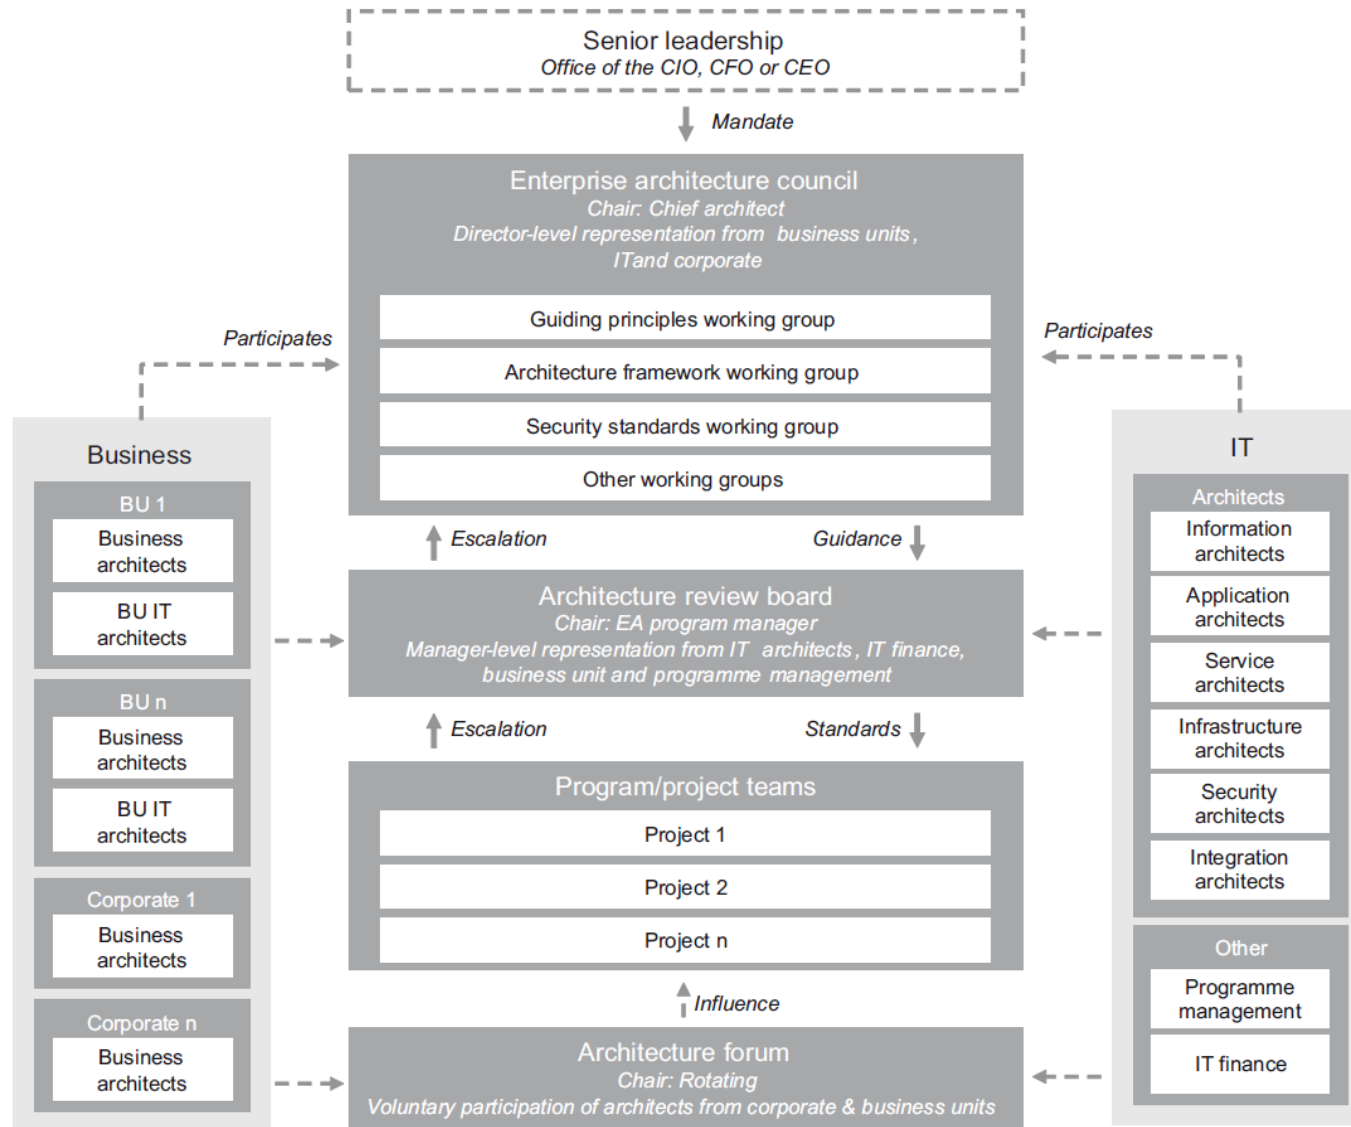 Senior leadership
Office of the CIO, CFO or CEO
Mandate
Enterprise architecture council
Chair: Chief architect
Director-level representation from business units,
ITand corporate
Guiding principles working group
Architecture framework working group
Security standards working group
Other working groups
Participates
Participates
Business
BU 1
Business
architects
BU IT
architects
BU n
Business
architects
BU IT
architects
Corporate 1
Business
architects
Corporate n
Business
architects
Escalation
Guidance
Architecture review board
Chair: EA program manager
Manager-level representation from IT architects, IT finance,
business unit and programme management
Escalation
Standards
Program/project teams
Project 1
Project 2
Project n
Influence
Architecture forum
Chair: Rotating
Voluntary participation of architects from corporate & business units
IT
Architects
Information
architects
Application
architects
Service
architects
Infrastructure
architects
Security
architects
Integration
architects
Other
Programme
management
IT finance